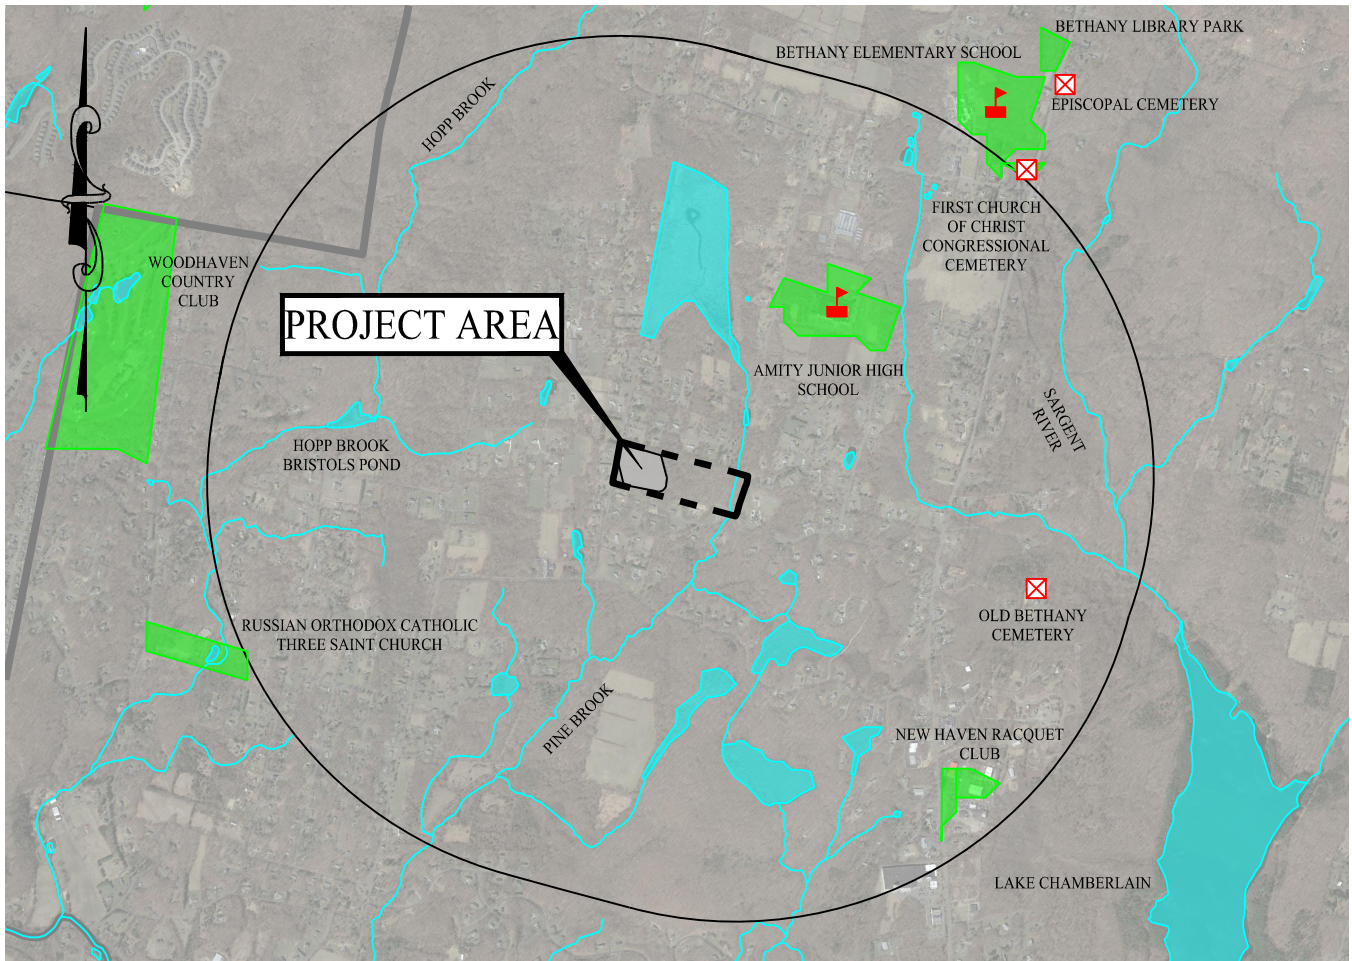 BETHANY LIBRARY PARK
BETHANY ELEMENTARY SCHOOL
EPISCOPAL CEMETERY
HOPP BROOK
FIRST CHURCH
OF CHRIST
CONGRESSIONAL
CEMETERY
WOODHAVEN
COUNTRY
CLUB
PROJECT AREA
AMITY JUNIOR HIGH
SCHOOL
SARGENT
RIVER
HOPP BROOK
BRISTOLS POND
RUSSIAN ORTHODOX CATHOLIC
THREE SAINT CHURCH
OLD BETHANY
CEMETERY
PINE BROOK
NEW HAVEN RACQUET
CLUB
LAKE CHAMBERLAIN